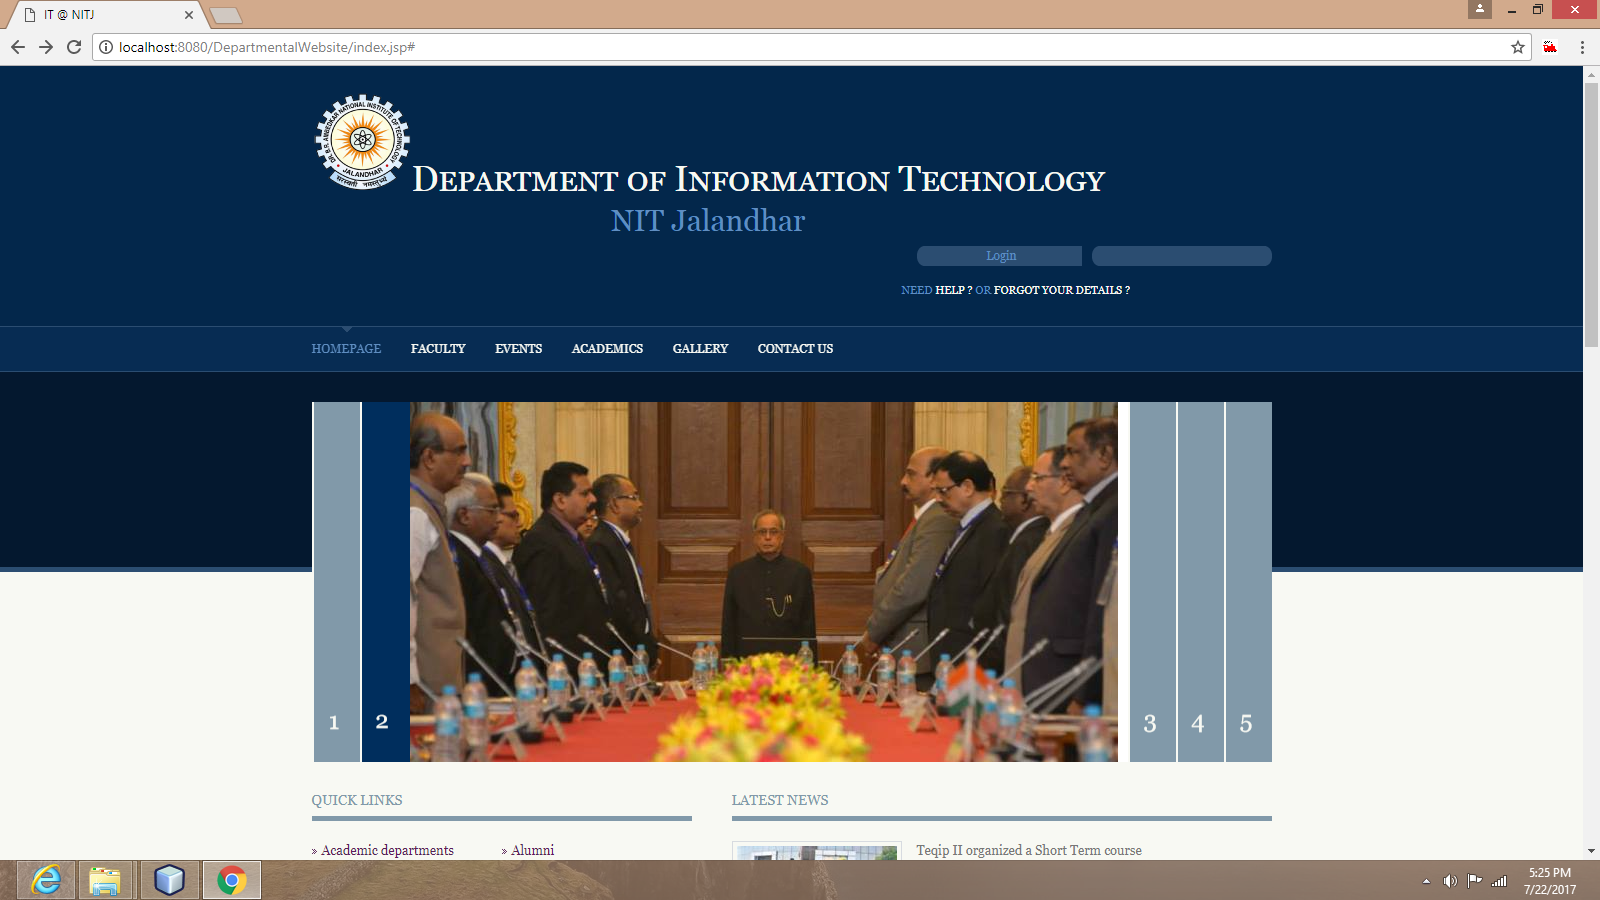 IT @ NITJ
localhost:8080/DepartmentalWebsite/index.jsp#
DR. B.R. AMBEDKAR NATIONAL INSTITUTE OF TECHNOLOGY
JALANDHAR
DEPARTMENT OF INFORMATION TECHNOLOGY
NIT Jalandhar
Login
NEED HELP ? OR FORGOT YOUR DETAILS ?
HOMEPAGE FACULTY EVENTS ACADEMICS GALLERY CONTACT US
1 2 3 4 5
QUICK LINKS
» Academic departments » Alumni
LATEST NEWS
Teqip II organized a Short Term course
5:25 PM
7/22/2017